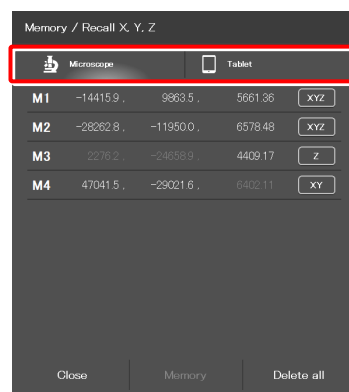 Memory / Recall X, Y, Z
Microscope Tablet
M1 -14415.9 , 9863.5 , 5661.36 XYZ
M2 -28262.8 , -11950.0 , 6578.48 XYZ
M3 2276.2 , -24658.9 , 4409.17 Z
M4 47041.5 , -29021.6 , 6402.11 XY
Close Memory Delete all